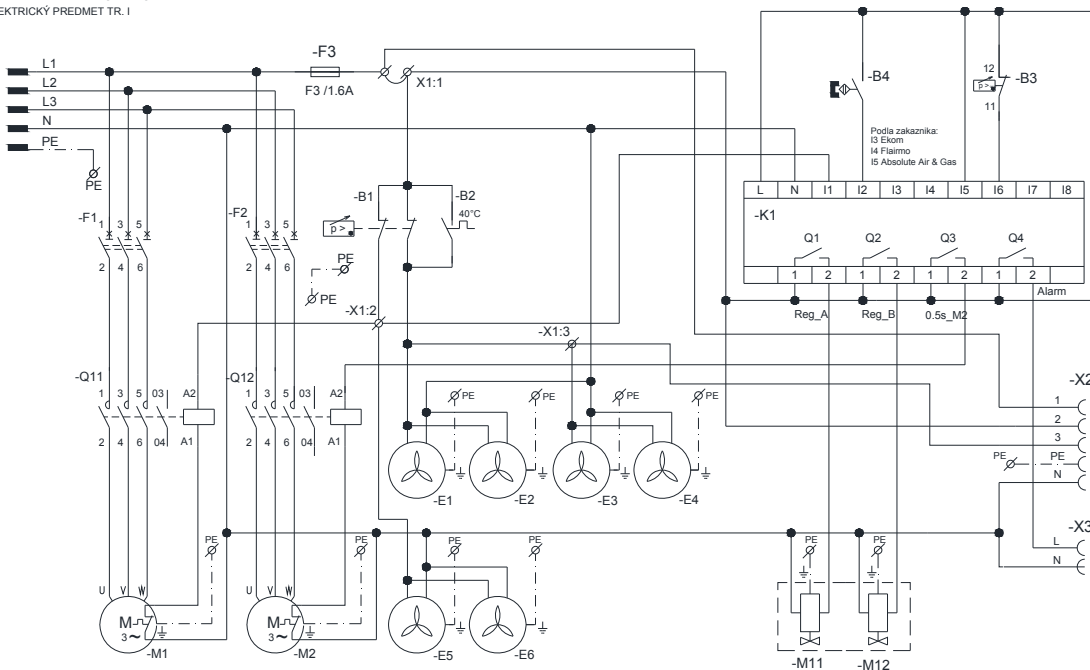 EKTRICKÝ PREDMET TR. I
-F3
F3 /1.6A
X1:1
L1
L2
L3
N
PE
PE
-B4
12
p >
-B3
11
Podla zakaznika:
I3 Ekom
I4 Flairmo
I5 Absolute Air & Gas
L N I1 I2 I3 I4 I5 I6 I7 I8
-K1
Q1 Q2 Q3 Q4
1 2 1 2 1 2 1 2
Alarm
Reg_A Reg_B 0.5s_M2
-F1
1 3 5
2 4 6
-F2
1 3 5
2 4 6
-B1 -B2
40°C
p >
PE
PE
-X1:2
-X1:3
-Q11
1 3 5 03 A2
2 4 6 04 A1
-Q12
1 3 5 03 A2
2 4 6 04 A1
PE PE PE PE
-E1 -E2 -E3 -E4
-X2
1
2
3
PE PE
N
-X3
L
N
PE PE PE PE PE PE
U V W
M
3 ~
-M1
U V W
M
3 ~
-M2
-E5 -E6
-M11 -M12